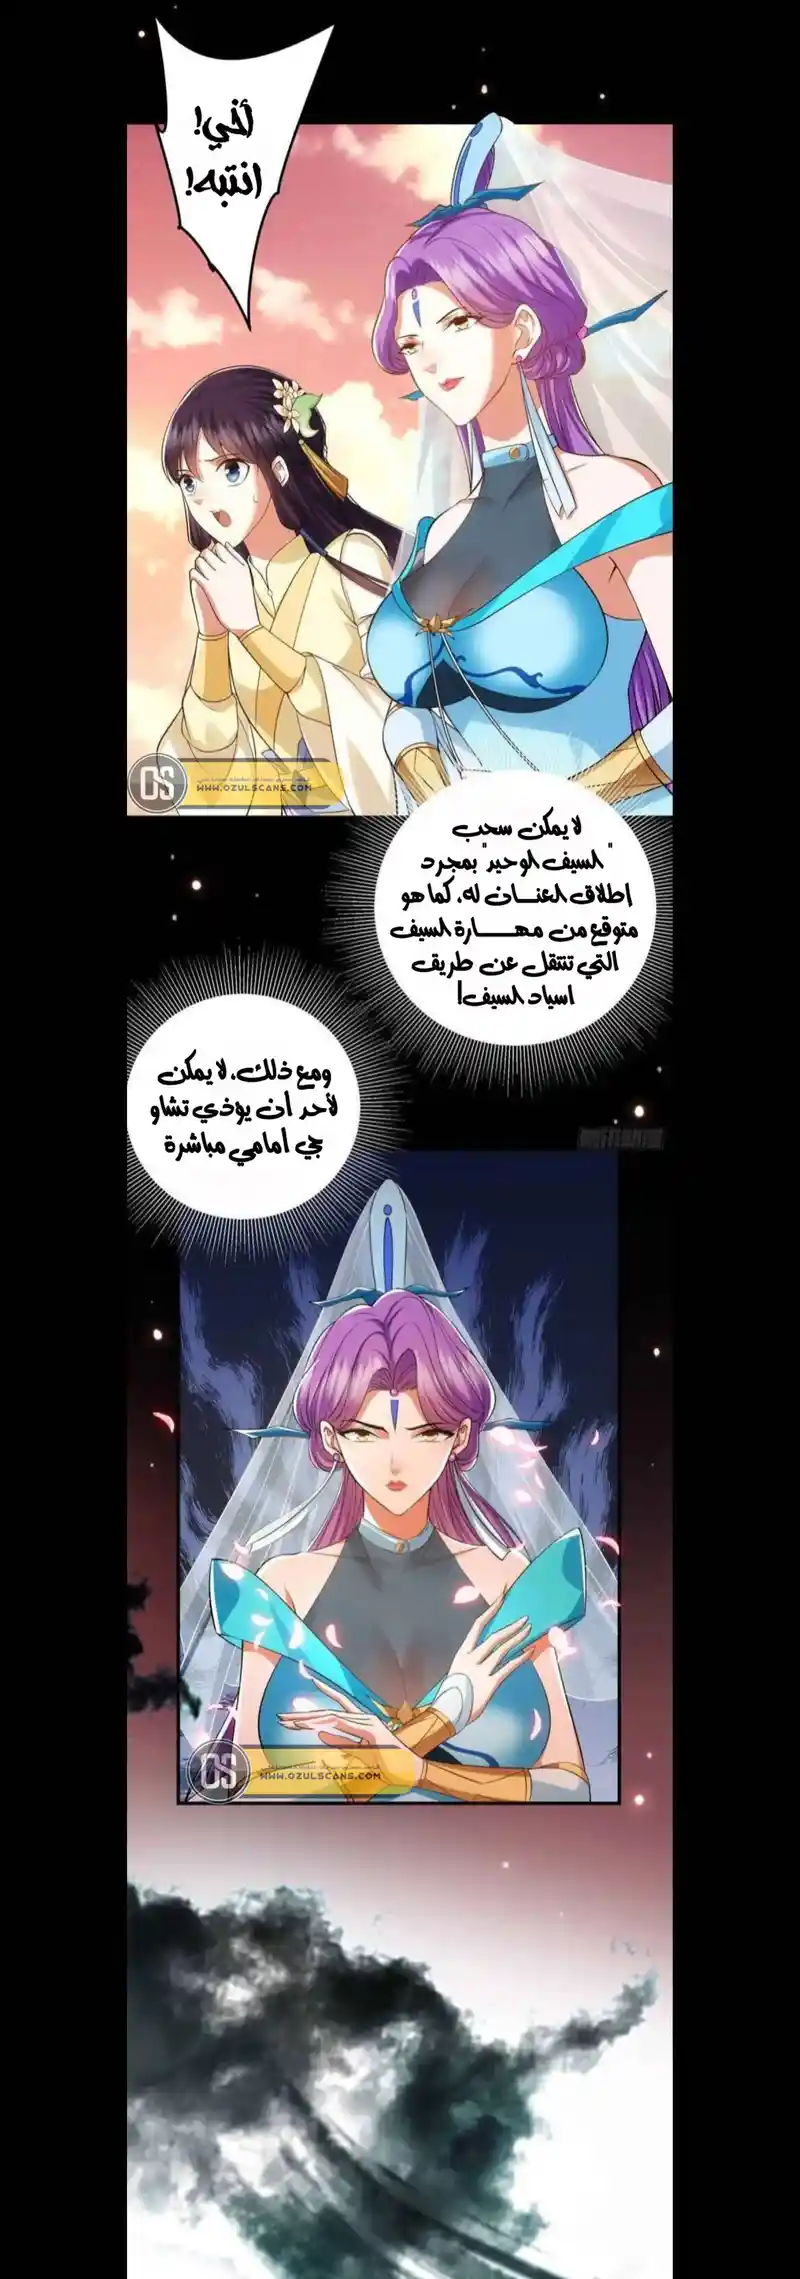 أخي!
انتبه!
WWW.OZULSCANS.COM
لا يمكن سحب
"السيف الوحيد" بمجرد
إطلاق العنان له، كما هو
متوقع من مهارة السيف
التي تنتقل عن طريق
اسياد السيف!
ومع ذلك، لا يمكن
لأحد أن يؤذي تشاو
جي أمامي مباشرة
WWW.OZULSCANS.COM